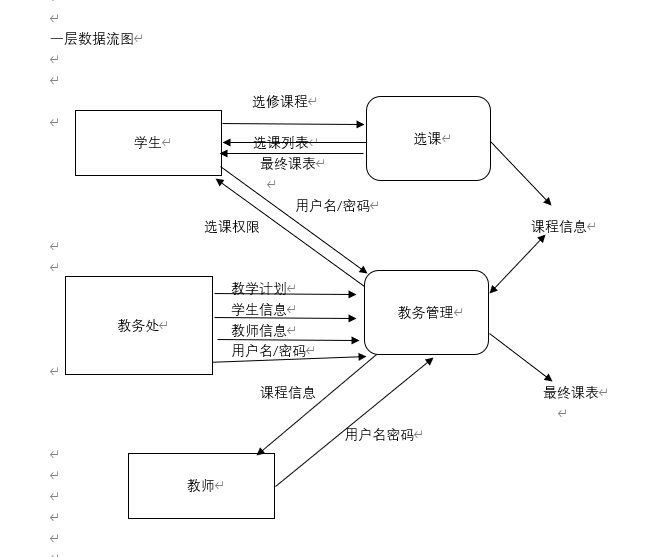 一层数据流图
选修课程
学生
选课
选课列表
最终课表
用户名/密码
选课权限
课程信息
教学计划
学生信息
教务处
教务管理
教师信息
用户名/密码
课程信息
最终课表
用户名密码
教师